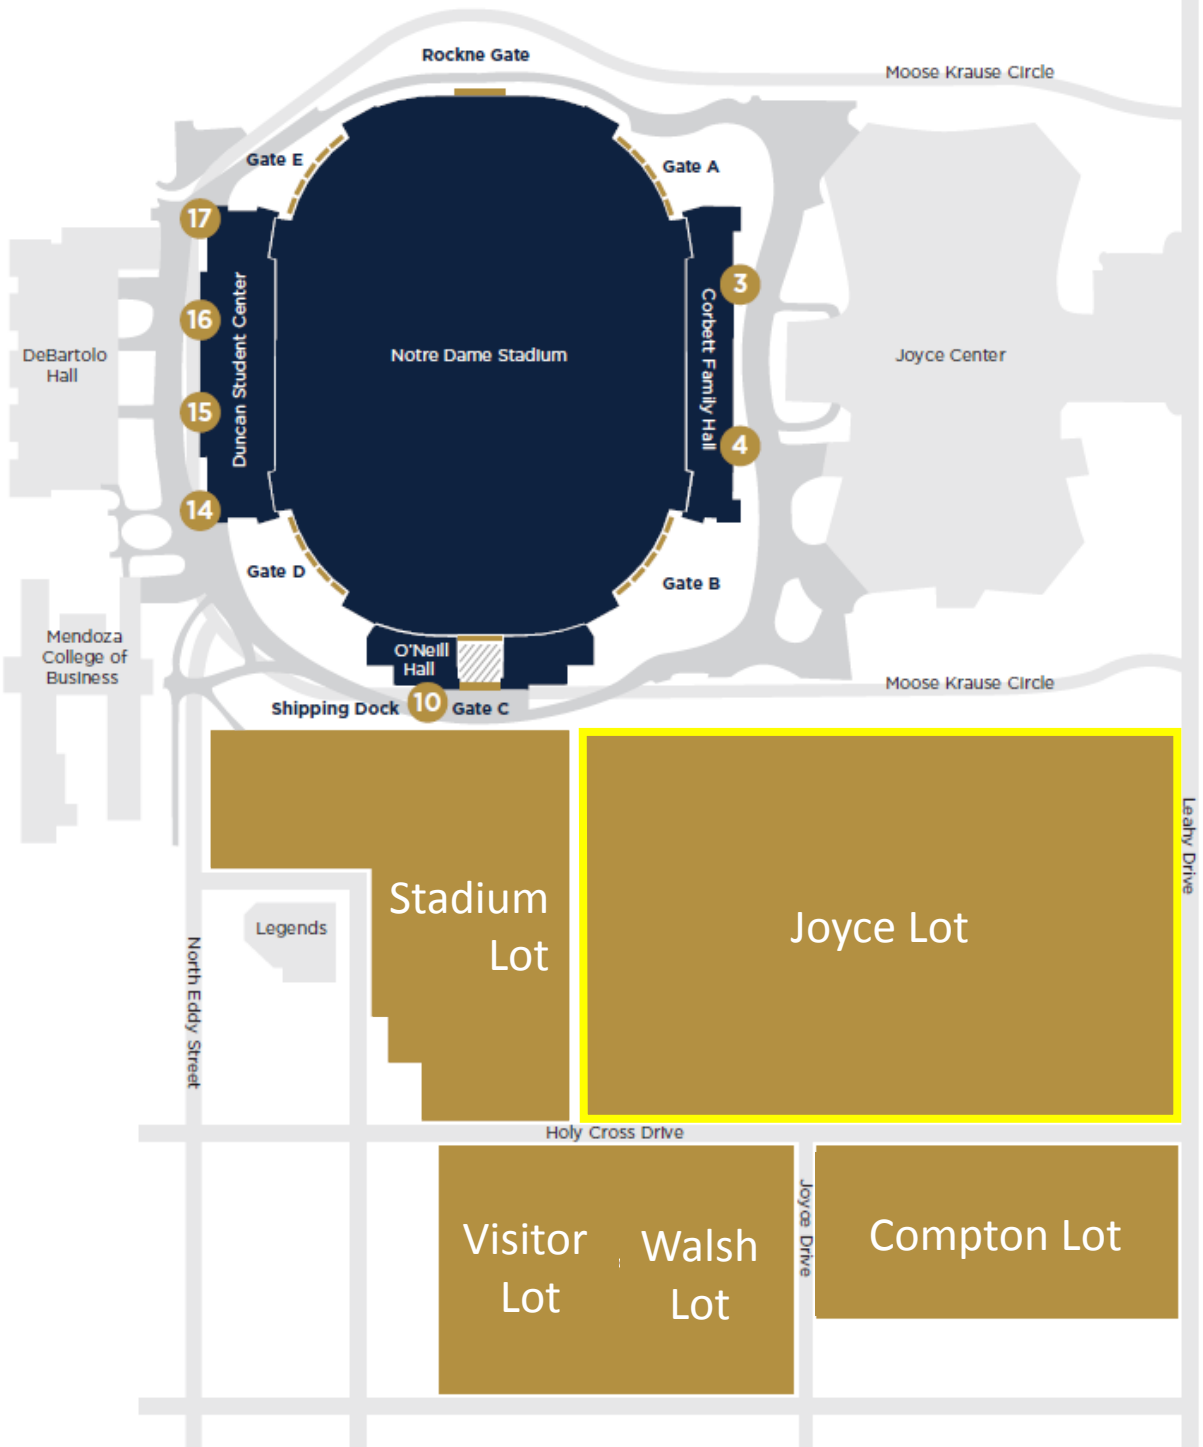 Rockne Gate
Moose Krause Circle
Gate E
Gate A
17
3
16
DeBartolo
Hall
Duncan Student Center
Notre Dame Stadium
Corbett Family Hall
Joyce Center
15
4
14
Gate D
Gate B
Mendoza
College of
Business
O'Neill
Hall
Moose Krause Circle
Shipping Dock
10
Gate C
Leahy Drive
Stadium
Lot
Joyce Lot
Legends
North Eddy Street
Holy Cross Drive
Joyce Drive
Visitor
Lot
Walsh
Lot
Compton Lot